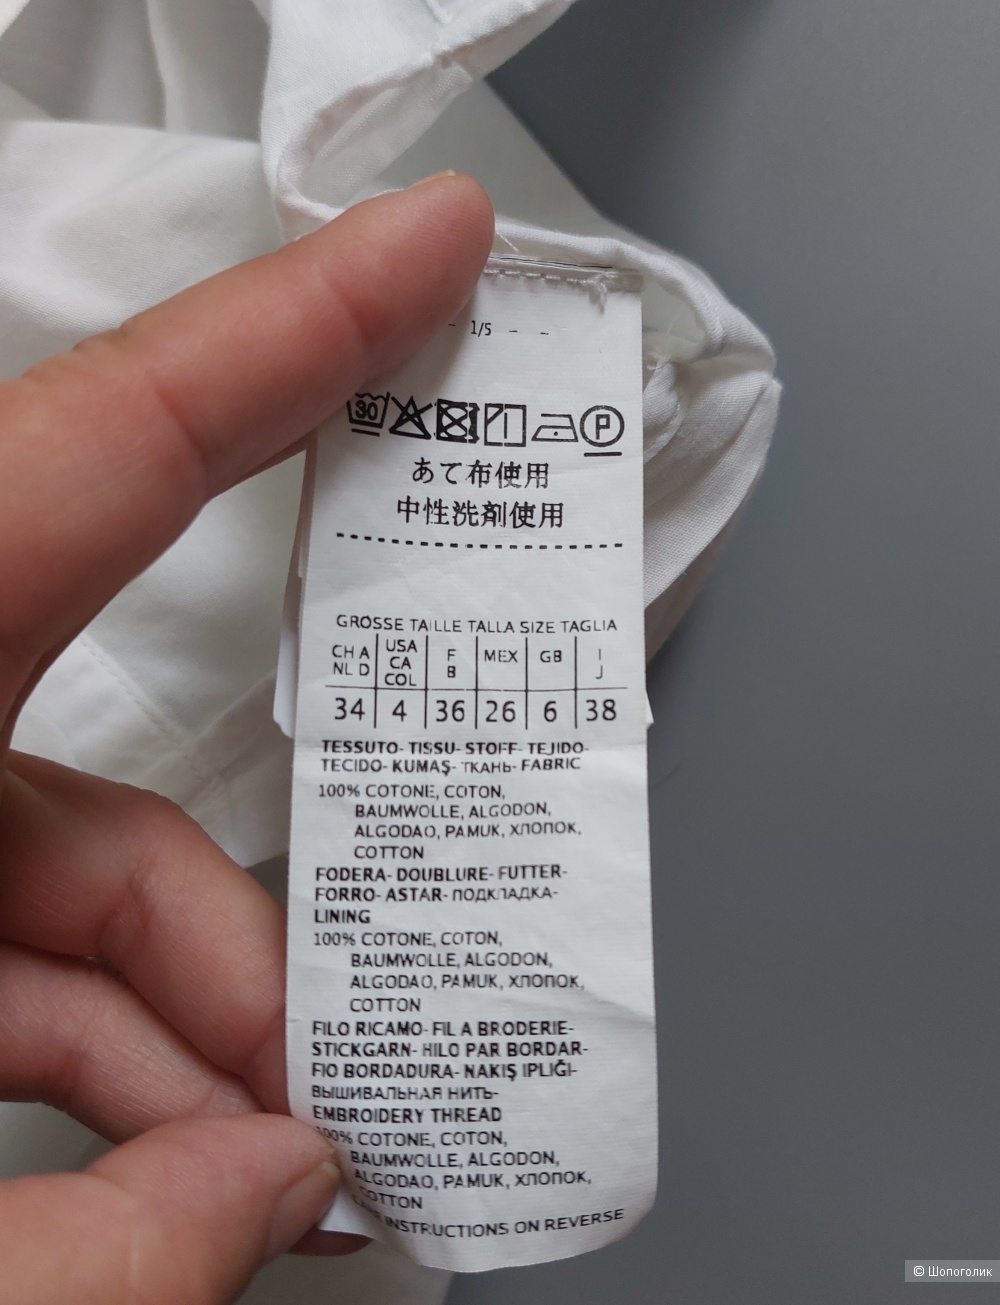 - 1/5 - -
30 P
あて布使用
中性洗剤使用
GROSSE TAILLE TALLA SIZE TAGLIA
CH A NL D USA CA COL F B MEX GB I J
34 4 36 26 6 38
TESSUTO- TISSU- STOFF- TEJIDO-
TECIDO- KUMAŞ- ТКАНЬ- FABRIC
100% COTONE, COTON,
BAUMWOLLE, ALGODON,
ALGODAO, PAMUK, ХЛОПОК,
COTTON
FODERA- DOUBLURE- FUTTER-
FORRO- ASTAR- ПОДКЛАДКА-
LINING
100% COTONE, COTON,
BAUMWOLLE, ALGODON,
ALGODAO, PAMUK, ХЛОПОК,
COTTON
FILO RICAMO- FIL A BRODERIE-
STICKGARN- HILO PAR BORDAR-
FIO BORDADURA- NAKIŞ IPLIĞI-
ВЫШИВАЛЬНАЯ НИТЬ-
EMBROIDERY THREAD
100% COTONE, COTON,
BAUMWOLLE, ALGODON,
ALGODAO, PAMUK, ХЛОПОК,
COTTON
INSTRUCTIONS ON REVERSE
© Шопоголик